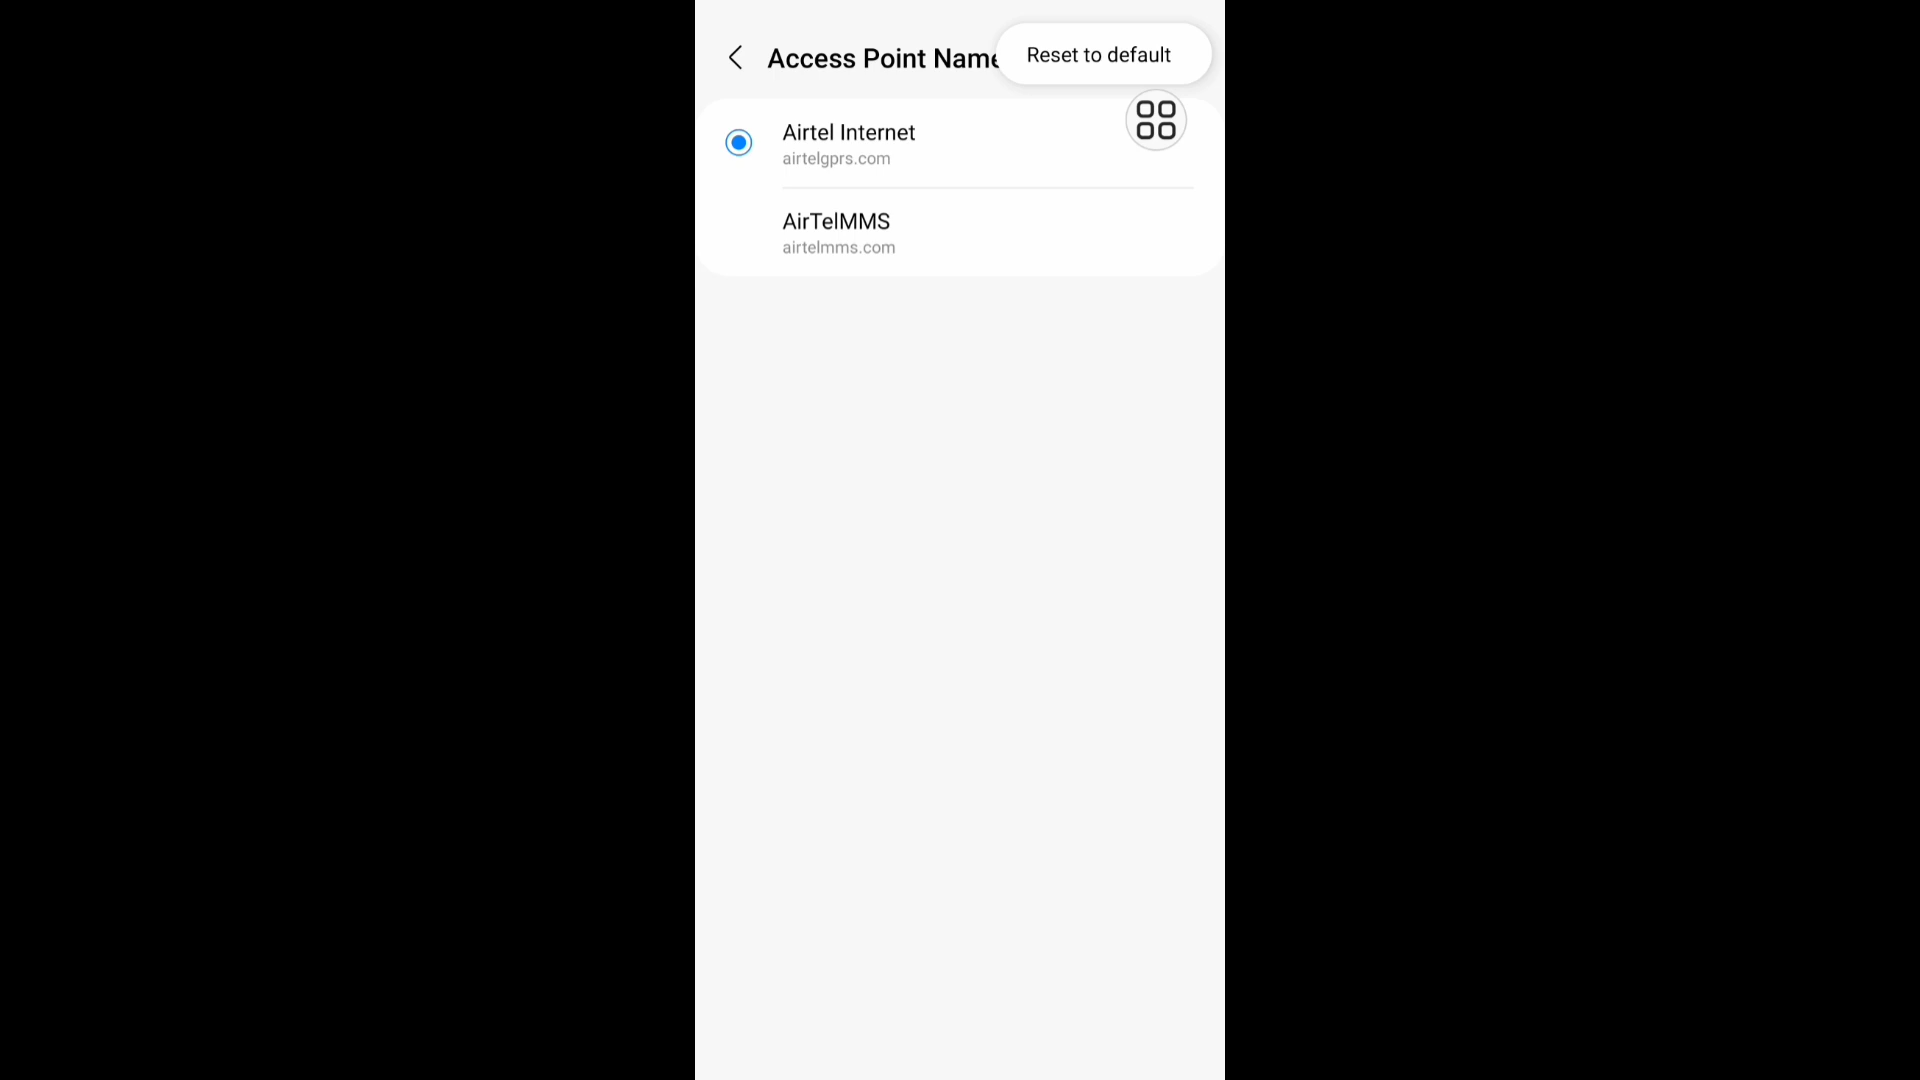 Access Point Name
Reset to default
Airtel Internet
airtelgprs.com
AirTelMMS
airtelmms.com